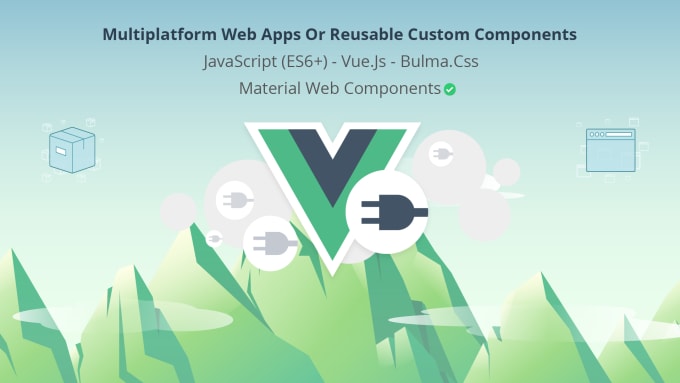 Multiplatform Web Apps Or Reusable Custom Components
JavaScript (ES6+) - Vue.Js - Bulma.Css
Material Web Components